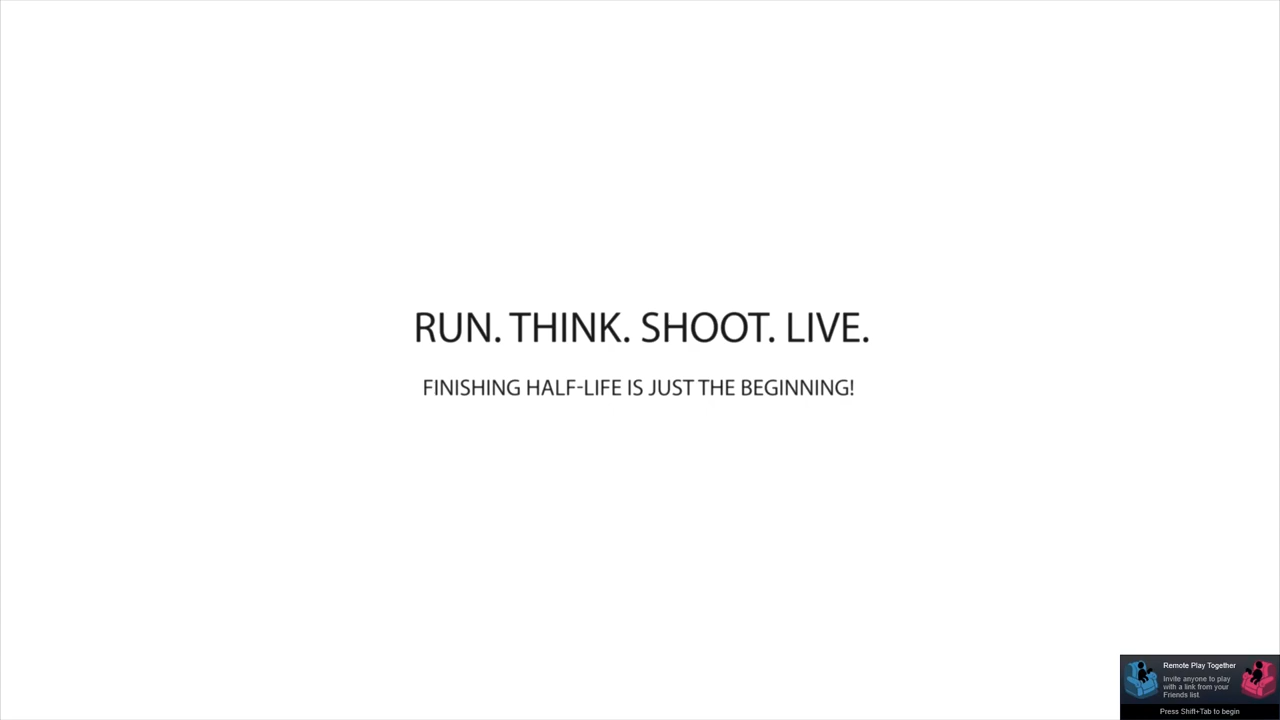 RUN. THINK. SHOOT. LIVE.
FINISHING HALF-LIFE IS JUST THE BEGINNING!
Remote Play Together
Invite anyone to play
with a link from your
Friends list
Press Shift+Tab to begin